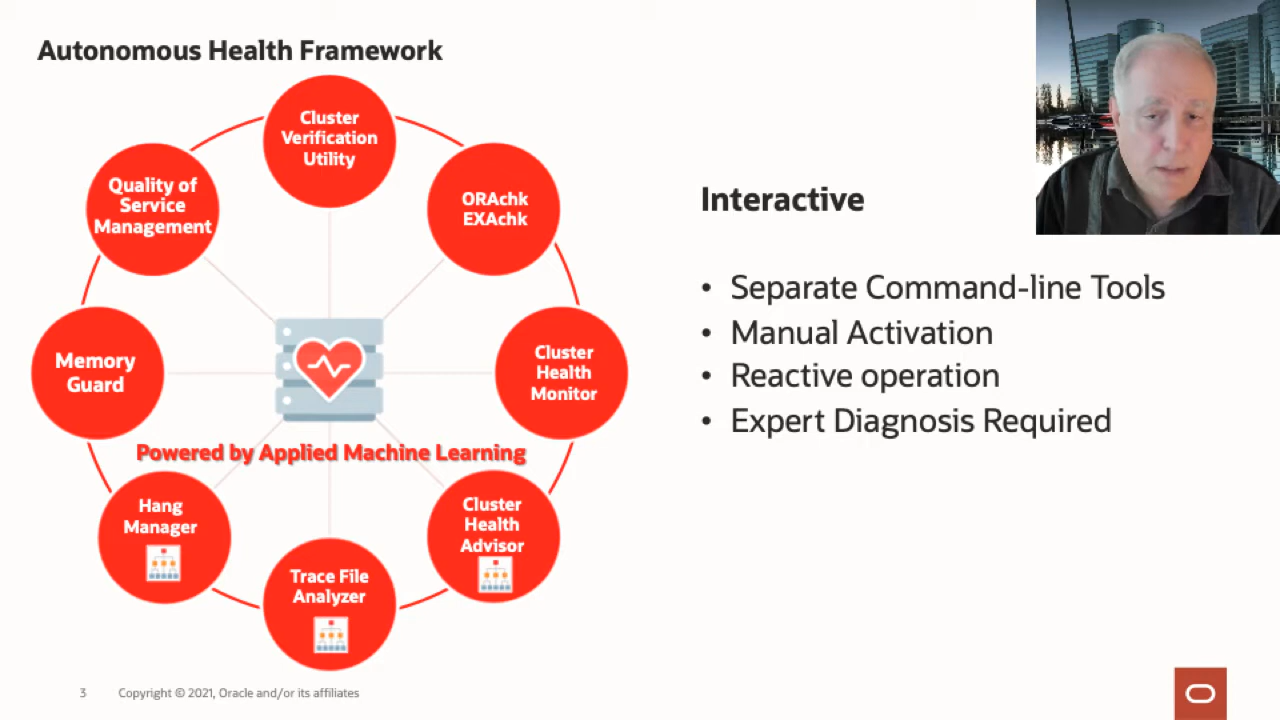 Autonomous Health Framework
Cluster
Verification
Utility
ORAchk
EXAchk
Quality of
Service
Management
Memory
Guard
Cluster
Health
Monitor
Powered by Applied Machine Learning
Hang
Manager
Cluster
Health
Advisor
Trace File
Analyzer
Interactive
• Separate Command-line Tools
• Manual Activation
• Reactive operation
• Expert Diagnosis Required
3 Copyright © 2021, Oracle and/or its affiliates